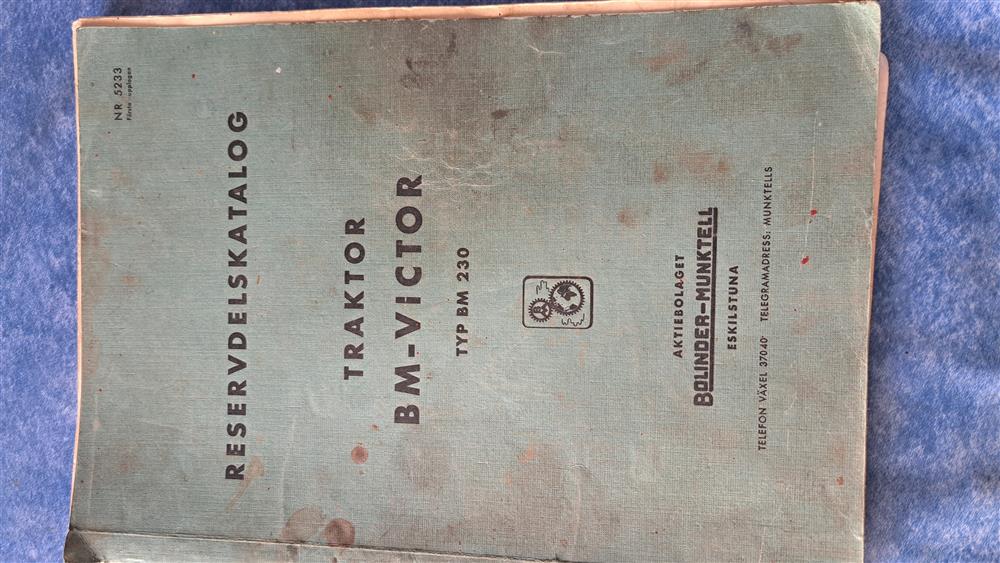 NR 5233
Första upplagan
RESERVDELSKATALOG
TRAKTOR
BM-VICTOR
TYP BM 230
AKTIEBOLAGET
BOLINDER-MUNKTELL
ESKILSTUNA
TELEFON VÄXEL 37040 TELEGRAMADRESS: MUNKTELLS